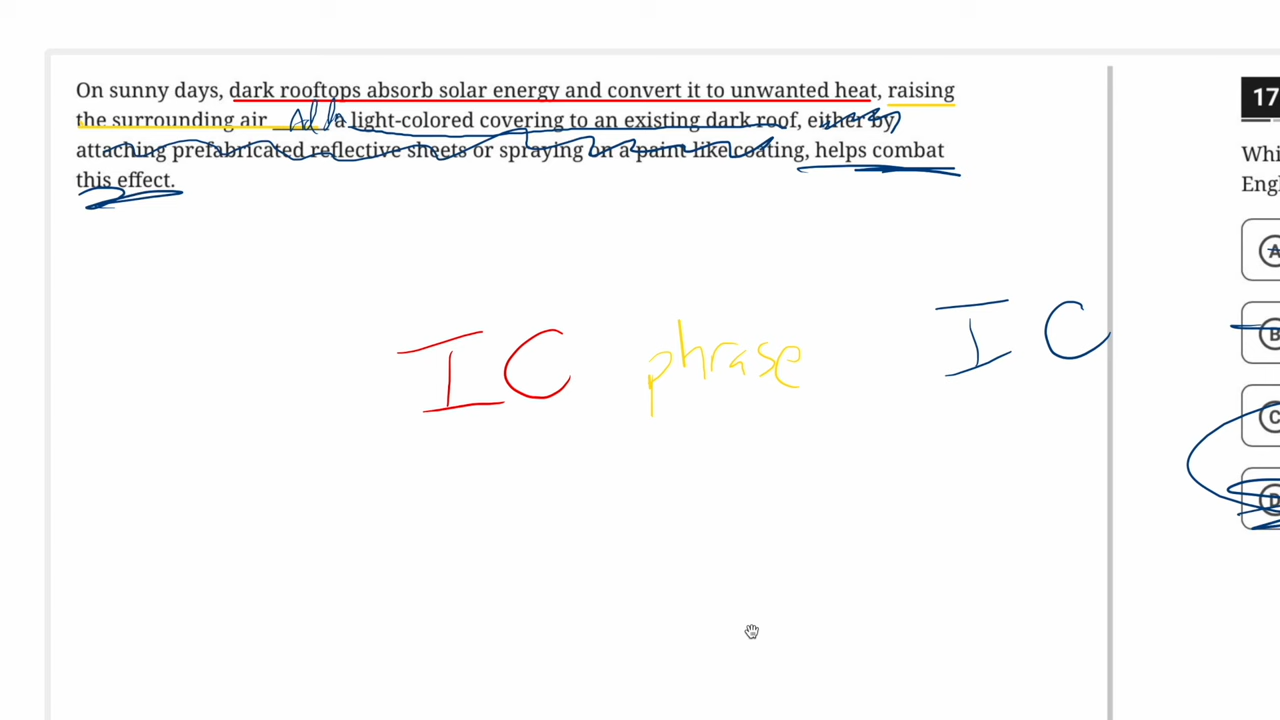 On sunny days, dark rooftops absorb solar energy and convert it to unwanted heat, raising
the surrounding air Add a light-colored covering to an existing dark roof, either by
attaching prefabricated reflective sheets or spraying on a paint-like coating, helps combat
this effect.
IC phrase IC
17
Whi
Engl
A
B
C
D